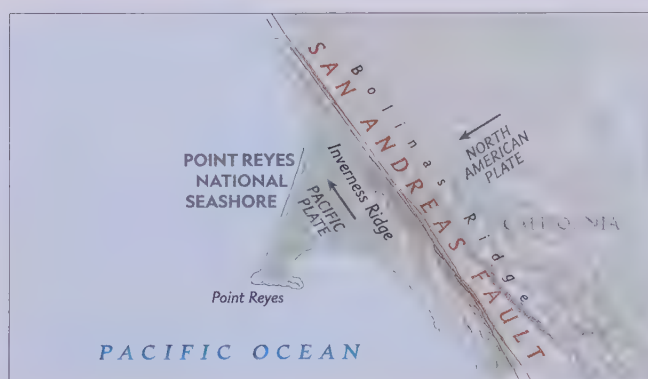 SAN ANDREAS FAULT
Bolinas Ridge
NORTH
AMERICAN
PLATE
POINT REYES
NATIONAL
SEASHORE
Inverness Ridge
PACIFIC
PLATE
Point Reyes
PACIFIC OCEAN